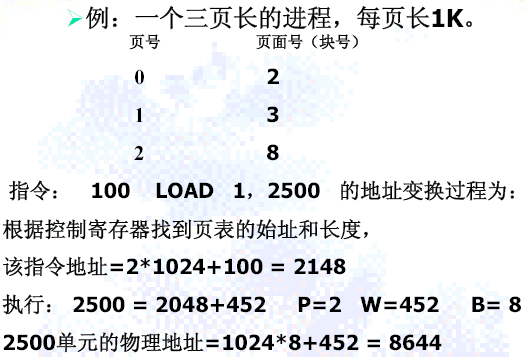 ➢例：一个三页长的进程，每页长1K。
页号 页面号（块号）
0 2
1 3
2 8
指令： 100 LOAD 1，2500 的地址变换过程为：
根据控制寄存器找到页表的始址和长度，
该指令地址=2*1024+100 = 2148
执行： 2500 = 2048+452 P=2 W=452 B= 8
2500单元的物理地址=1024*8+452 = 8644